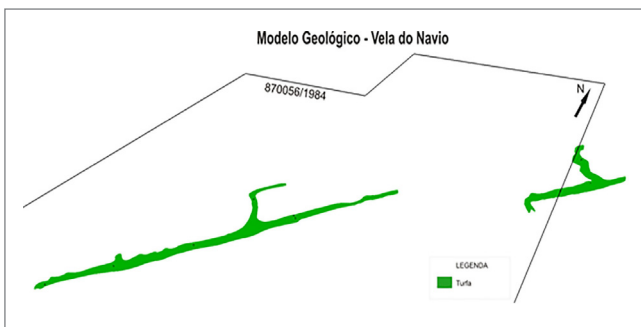 Modelo Geológico - Vela do Navio
870056/1984
N
LEGENDA
Turfa